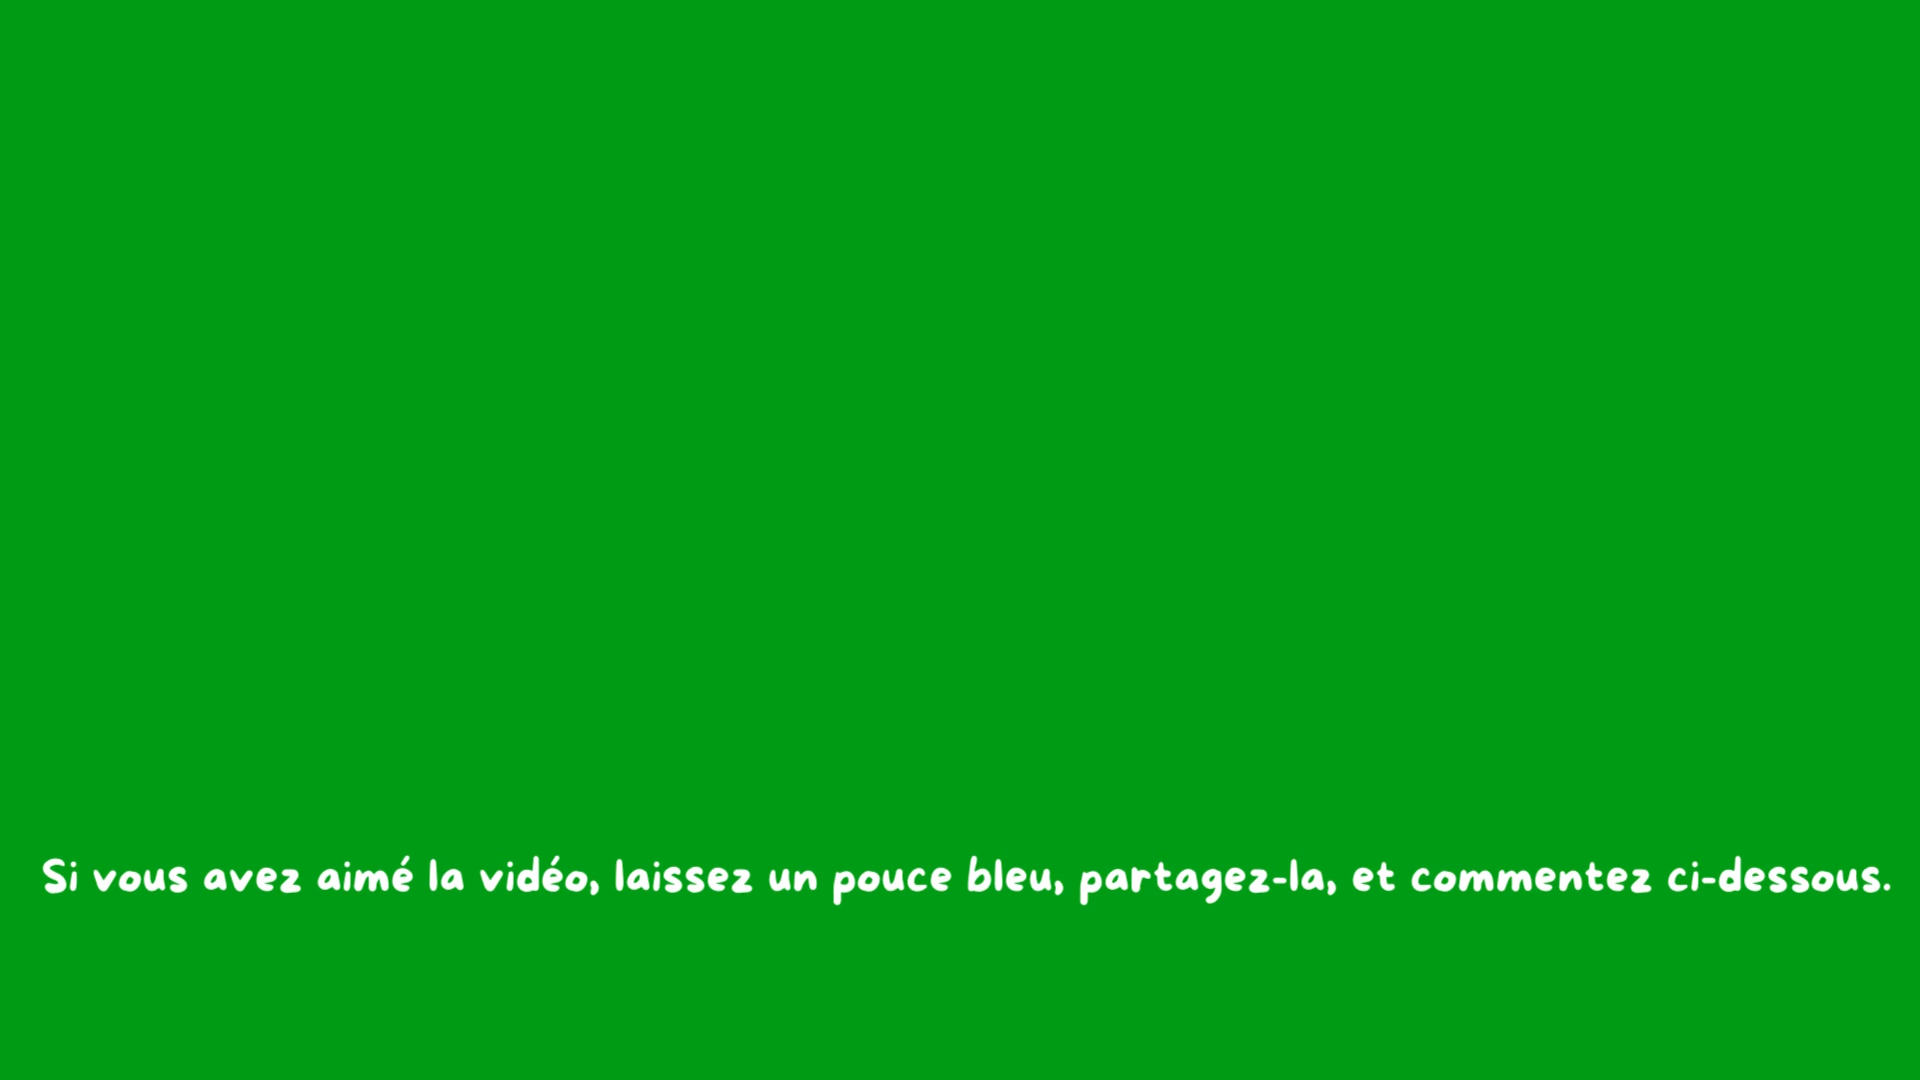 Si vous avez aimé la vidéo, laissez un pouce bleu, partagez-la, et commentez ci-dessous.